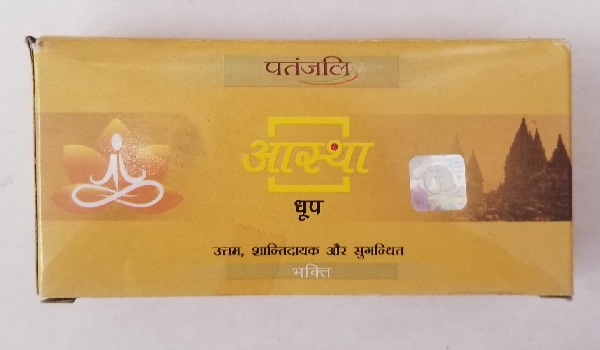 पतंजलि
आस्था
धूप
उत्तम, शान्तिदायक और सुगन्धित
भक्ति